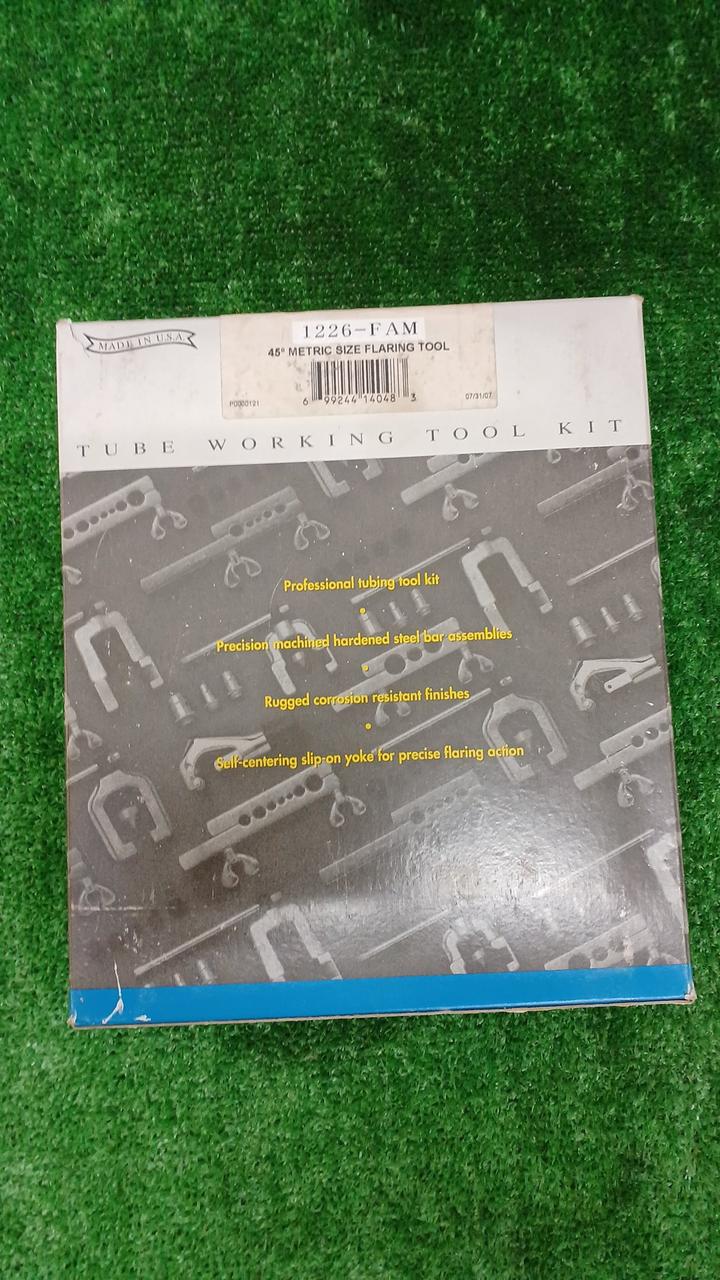 MADE IN U.S.A.
1226-FAM
45° METRIC SIZE FLARING TOOL
6 99244 14048 3
P0000121
07/31/07
TUBE WORKING TOOL KIT
Professional tubing tool kit
•
Precision machined hardened steel bar assemblies
•
Rugged corrosion resistant finishes
•
Self-centering slip-on yoke for precise flaring action